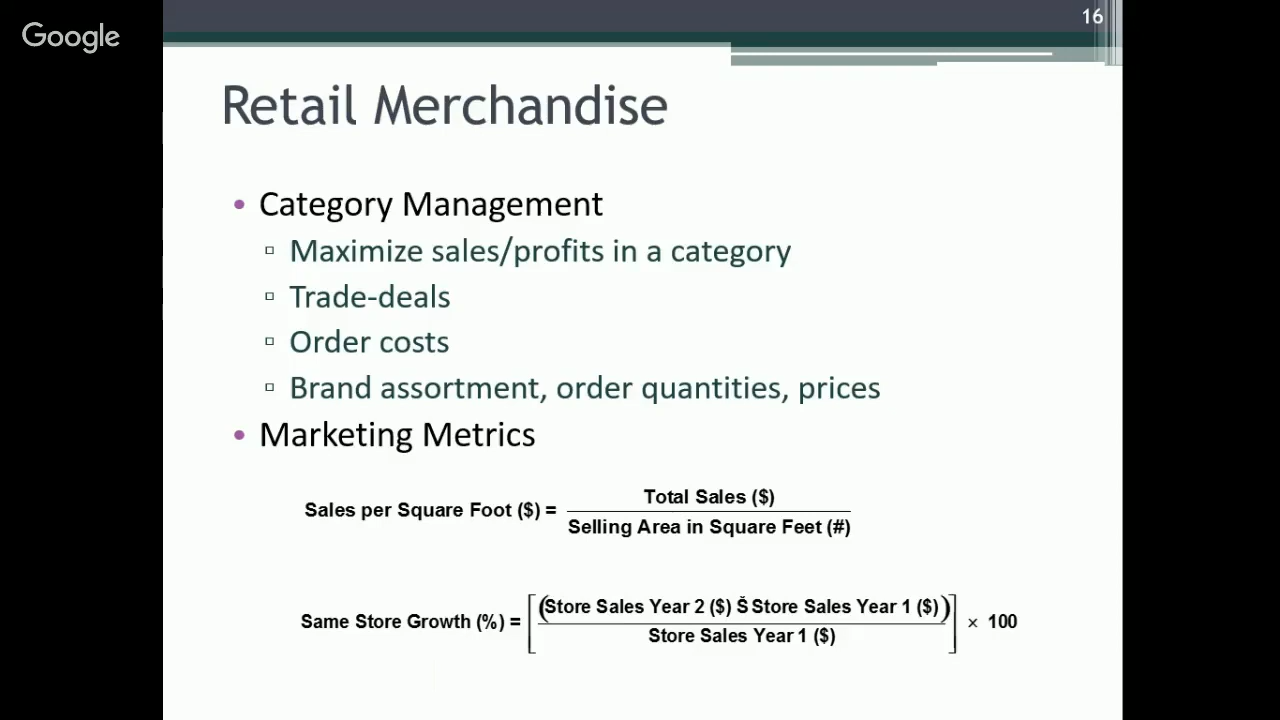 Google
16
Retail Merchandise
• Category Management
▫ Maximize sales/profits in a category
▫ Trade-deals
▫ Order costs
▫ Brand assortment, order quantities, prices
• Marketing Metrics
Sales per Square Foot ($) = Total Sales ($)
Selling Area in Square Feet (#)
Same Store Growth (%) = [(Store Sales Year 2 ($) Š Store Sales Year 1 ($)) × 100
Store Sales Year 1 ($)]